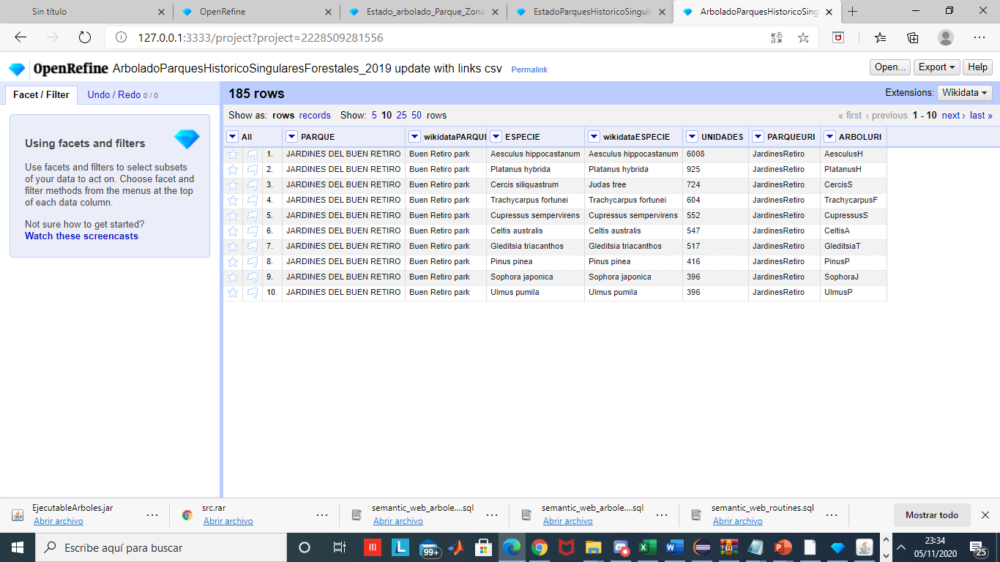 Sin título
OpenRefine
Estado_arbolado_Parque_Zona
EstadoParquesHistoricoSingula
ArboladoParquesHistoricoSing
127.0.0.1:3333/project?project=2228509281556
OpenRefine ArboladoParquesHistoricoSingularesForestales_2019 update with links csv Permalink
Open... Export Help
Facet / Filter Undo / Redo 0 / 0
185 rows
Extensions: Wikidata
Show as: rows records Show: 5 10 25 50 rows
« first ‹ previous 1 - 10 next › last »
Using facets and filters
Use facets and filters to select subsets
of your data to act on. Choose facet and
filter methods from the menus at the top
of each data column.
Not sure how to get started?
Watch these screencasts
All PARQUE wikidataPARQUE ESPECIE wikidataESPECIE UNIDADES PARQUEURI ARBOLURI
1. JARDINES DEL BUEN RETIRO Buen Retiro park Aesculus hippocastanum Aesculus hippocastanum 6008 JardinesRetiro AesculusH
2. JARDINES DEL BUEN RETIRO Buen Retiro park Platanus hybrida Platanus hybrida 925 JardinesRetiro PlatanusH
3. JARDINES DEL BUEN RETIRO Buen Retiro park Cercis siliquastrum Judas tree 724 JardinesRetiro CercisS
4. JARDINES DEL BUEN RETIRO Buen Retiro park Trachycarpus fortunei Trachycarpus fortunei 604 JardinesRetiro TrachycarpusF
5. JARDINES DEL BUEN RETIRO Buen Retiro park Cupressus sempervirens Cupressus sempervirens 552 JardinesRetiro CupressusS
6. JARDINES DEL BUEN RETIRO Buen Retiro park Celtis australis Celtis australis 547 JardinesRetiro CeltisA
7. JARDINES DEL BUEN RETIRO Buen Retiro park Gleditsia triacanthos Gleditsia triacanthos 517 JardinesRetiro GleditsiaT
8. JARDINES DEL BUEN RETIRO Buen Retiro park Pinus pinea Pinus pinea 416 JardinesRetiro PinusP
9. JARDINES DEL BUEN RETIRO Buen Retiro park Sophora japonica Sophora japonica 396 JardinesRetiro SophoraJ
10. JARDINES DEL BUEN RETIRO Buen Retiro park Ulmus pumila Ulmus pumila 396 JardinesRetiro UlmusP
EjecutableArboles.jar
Abrir archivo
src.rar
Abrir archivo
semantic_web_arbole....sql
Abrir archivo
semantic_web_arbole....sql
Abrir archivo
semantic_web_routines.sql
Abrir archivo
Mostrar todo
Escribe aquí para buscar
99+
23:34
05/11/2020
25